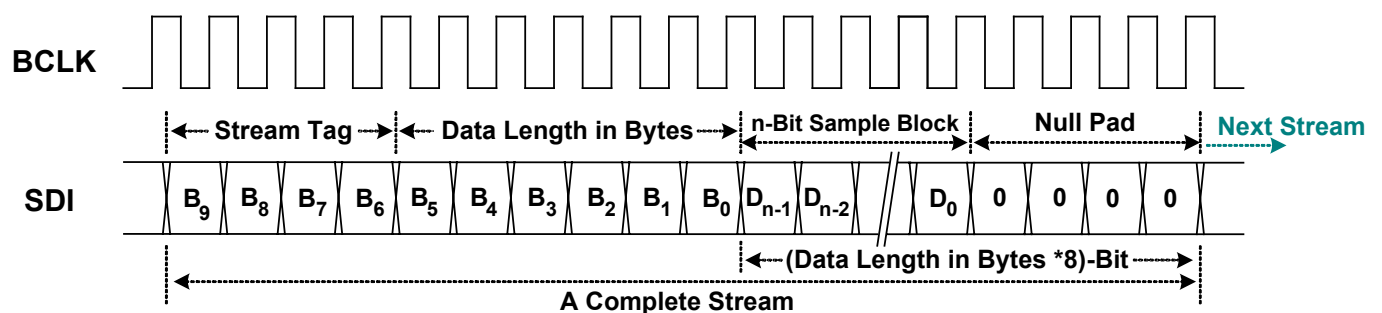 BCLK
Stream Tag Data Length in Bytes n-Bit Sample Block Null Pad Next Stream
SDI B9 B8 B7 B6 B5 B4 B3 B2 B1 B0 Dn-1 Dn-2 D0 0 0 0 0
(Data Length in Bytes *8)-Bit
A Complete Stream